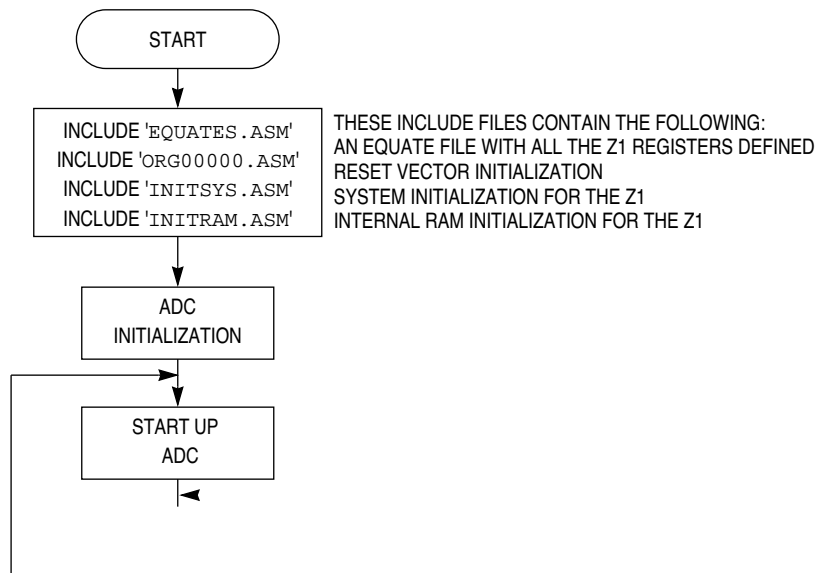 START
INCLUDE 'EQUATES.ASM'
INCLUDE 'ORG00000.ASM'
INCLUDE 'INITSYS.ASM'
INCLUDE 'INITRAM.ASM'
THESE INCLUDE FILES CONTAIN THE FOLLOWING:
AN EQUATE FILE WITH ALL THE Z1 REGISTERS DEFINED
RESET VECTOR INITIALIZATION
SYSTEM INITIALIZATION FOR THE Z1
INTERNAL RAM INITIALIZATION FOR THE Z1
ADC
INITIALIZATION
START UP
ADC